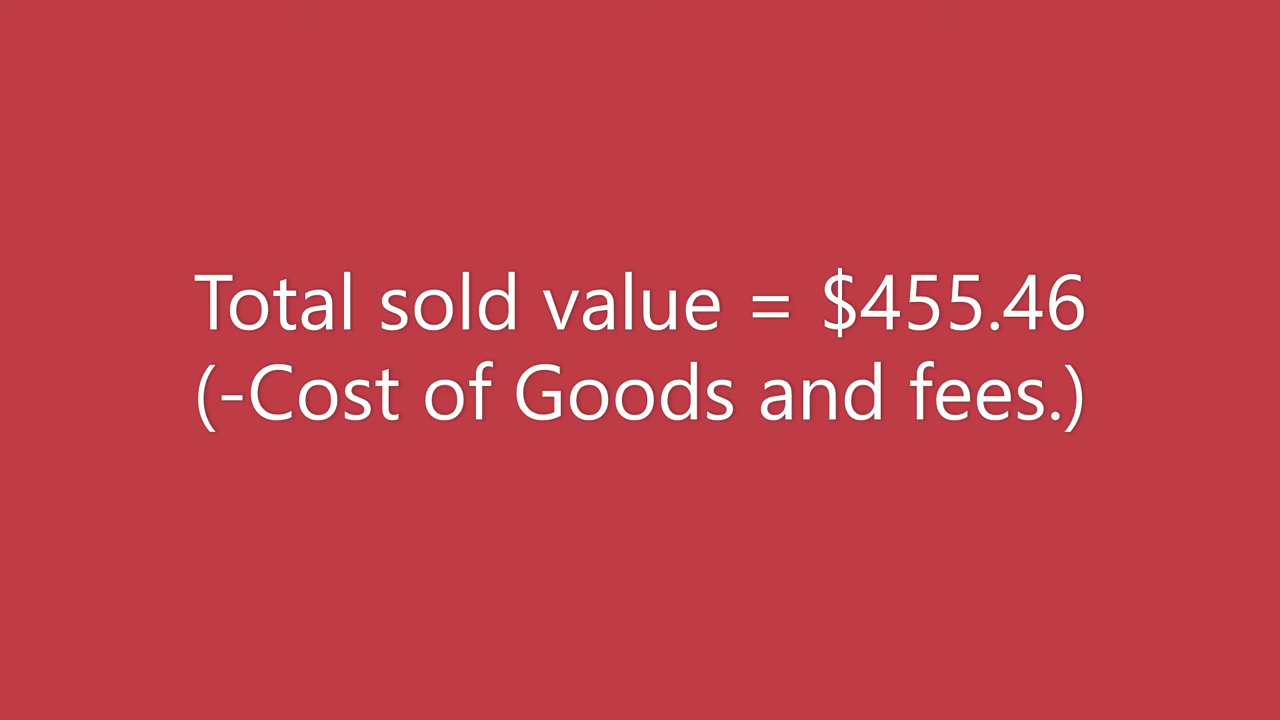 Total sold value = $455.46
(-Cost of Goods and fees.)